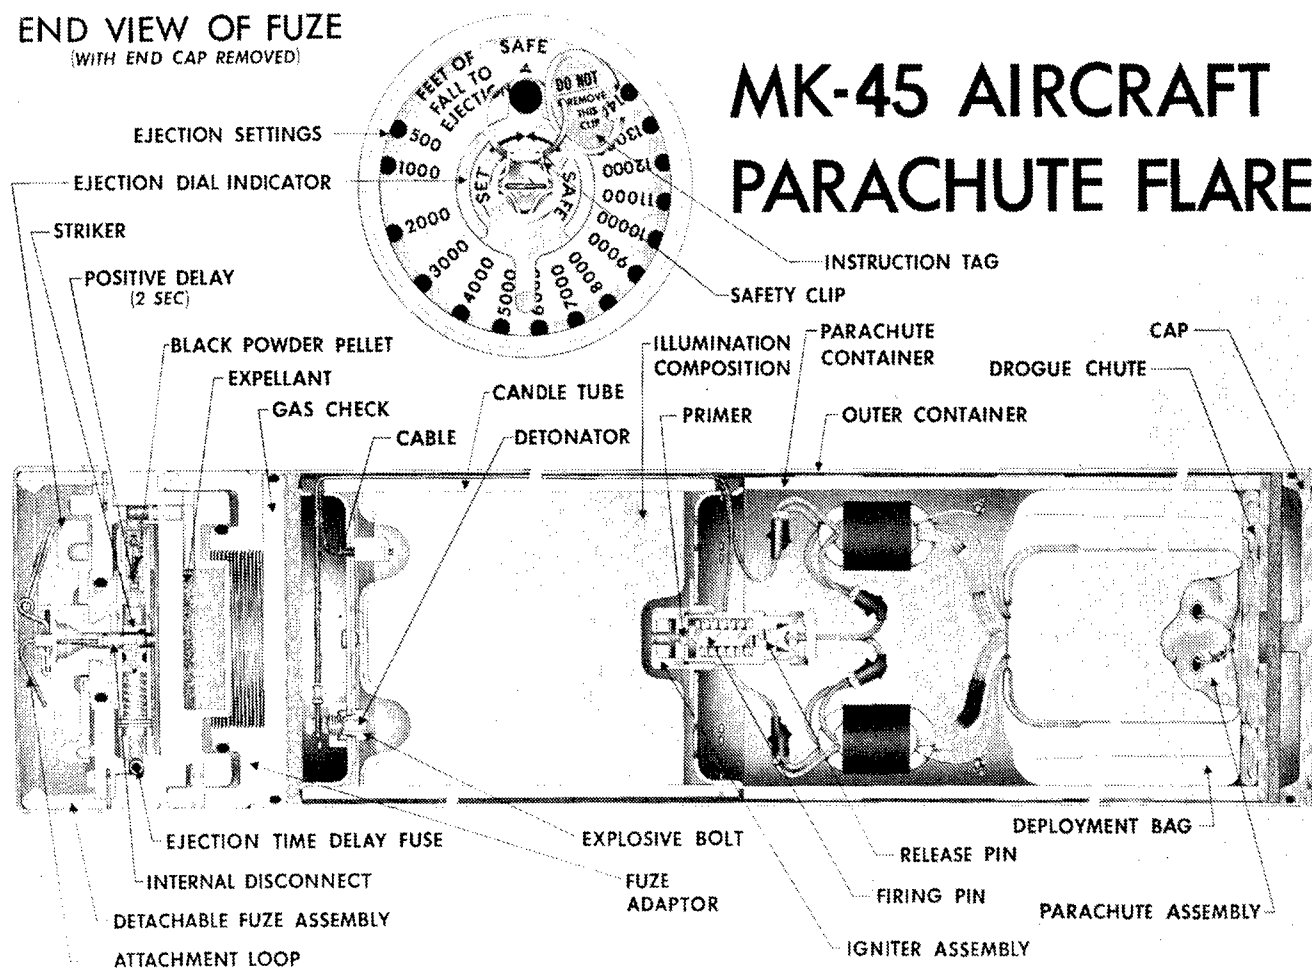 END VIEW OF FUZE
(WITH END CAP REMOVED)
MK-45 AIRCRAFT
PARACHUTE FLARE
SAFE
FEET OF
FALL TO
DO NOT
REMOVE
THIS
CLIP
500
1000
2000
3000
4000
5000
7000
8000
9000
10000
11000
12000
SET
SAFE
EJECTION SETTINGS
EJECTION DIAL INDICATOR
STRIKER
POSITIVE DELAY
(2 SEC)
BLACK POWDER PELLET
EXPELLANT
GAS CHECK
CABLE
CANDLE TUBE
DETONATOR
INSTRUCTION TAG
SAFETY CLIP
ILLUMINATION
COMPOSITION
PRIMER
PARACHUTE
CONTAINER
OUTER CONTAINER
DROGUE CHUTE
CAP
EJECTION TIME DELAY FUSE
INTERNAL DISCONNECT
DETACHABLE FUZE ASSEMBLY
ATTACHMENT LOOP
EXPLOSIVE BOLT
FUZE
ADAPTOR
DEPLOYMENT BAG
RELEASE PIN
FIRING PIN
PARACHUTE ASSEMBLY
IGNITER ASSEMBLY